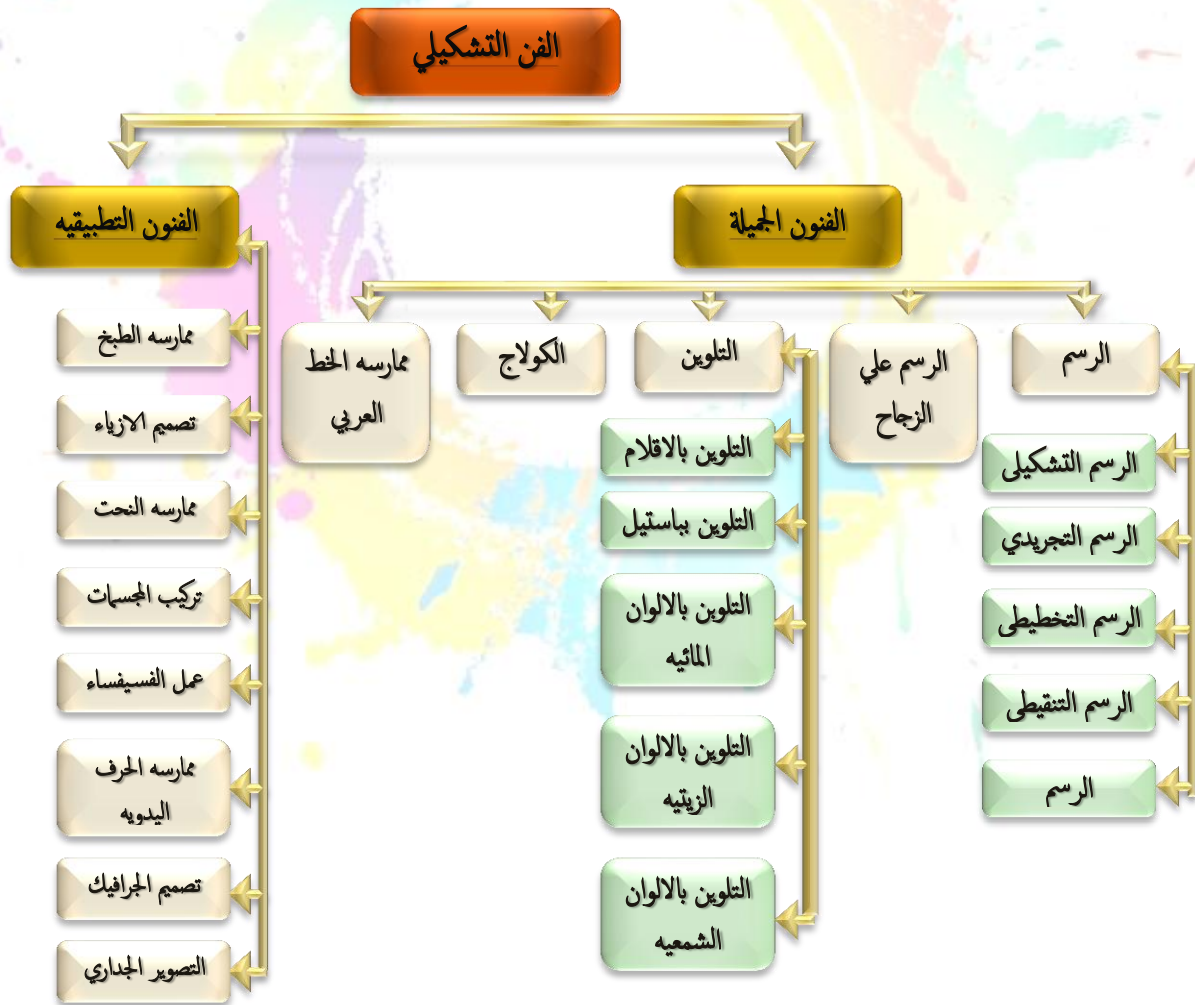 الفن التشكيلي
الفنون الجميلة
الفنون التطبيقيه
الرسم
الرسم علي
الزجاح
التلوين
الكولاج
ممارسه الخط
العربي
الرسم التشكيلى
الرسم التجريدي
الرسم التخطيطى
الرسم التنقيطى
الرسم
التلوين بالاقلام
التلوين بباستيل
التلوين بالالوان
المائيه
التلوين بالالوان
الزيتيه
التلوين بالالوان
الشمعيه
ممارسه الطبخ
تصميم الازياء
ممارسه النحت
تركيب المجسمات
عمل الفسيفساء
ممارسه الحرف
اليدويه
تصميم الجرافيك
التصوير الجداري